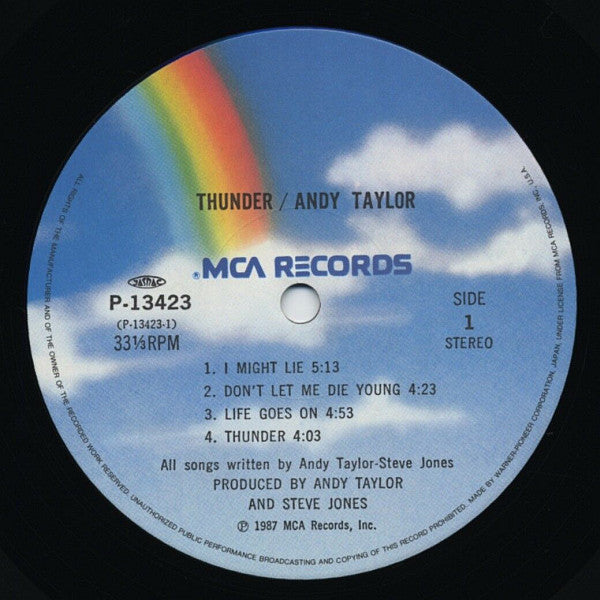 THUNDER / ANDY TAYLOR
® MCA RECORDS
JASRAC
P-13423
(P-13423-1)
33⅓RPM
SIDE
1
STEREO
1. I MIGHT LIE 5:13
2. DON'T LET ME DIE YOUNG 4:23
3. LIFE GOES ON 4:53
4. THUNDER 4:03
All songs written by Andy Taylor-Steve Jones
PRODUCED BY ANDY TAYLOR
AND STEVE JONES
℗ 1987 MCA Records, Inc.
ALL RIGHTS OF THE MANUFACTURER AND OF THE OWNER OF THE RECORDED WORK RESERVED. UNAUTHORIZED PUBLIC PERFORMANCE BROADCASTING AND COPYING OF THIS RECORD PROHIBITED. MADE BY WARNER-PIONEER CORPORATION, JAPAN, UNDER LICENSE FROM MCA RECORDS, INC., U.S.A.